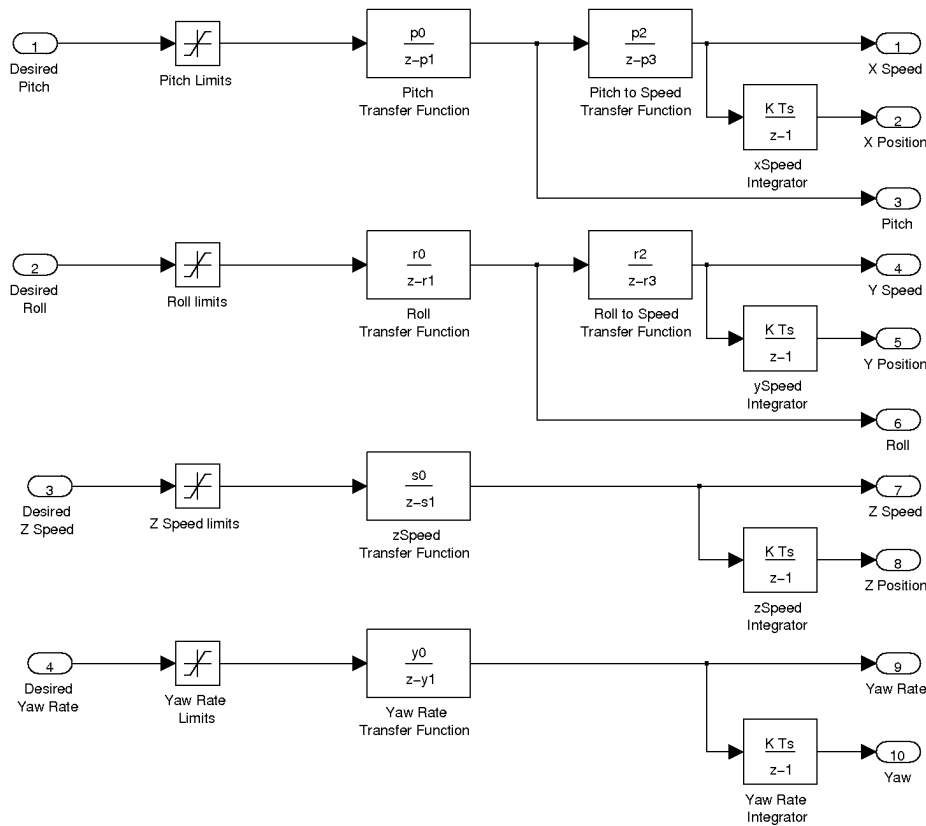 1
Desired
Pitch
Pitch Limits
p0
z−p1
Pitch
Transfer Function
p2
z−p3
Pitch to Speed
Transfer Function
1
X Speed
K Ts
z−1
xSpeed
Integrator
2
X Position
3
Pitch
2
Desired
Roll
Roll limits
r0
z−r1
Roll
Transfer Function
r2
z−r3
Roll to Speed
Transfer Function
4
Y Speed
K Ts
z−1
ySpeed
Integrator
5
Y Position
6
Roll
3
Desired
Z Speed
Z Speed limits
s0
z−s1
zSpeed
Transfer Function
7
Z Speed
K Ts
z−1
zSpeed
Integrator
8
Z Position
4
Desired
Yaw Rate
Yaw Rate
Limits
y0
z−y1
Yaw Rate
Transfer Function
9
Yaw Rate
K Ts
z−1
Yaw Rate
Integrator
10
Yaw